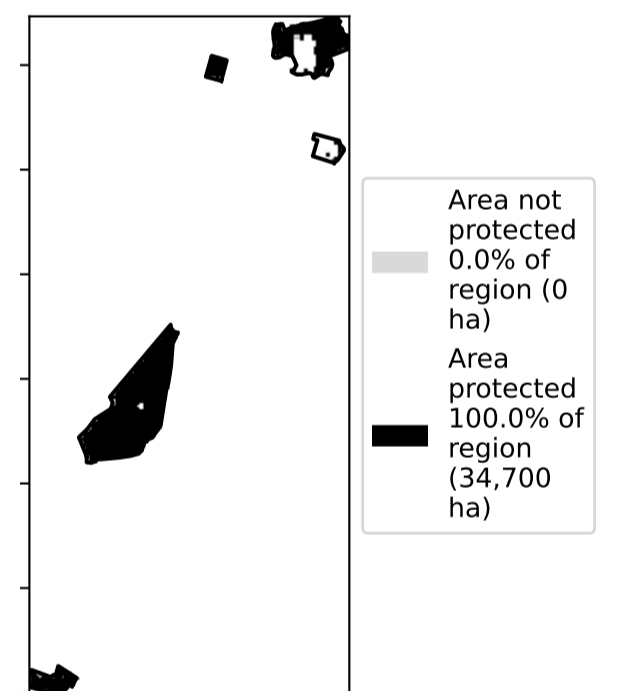 Area not
protected
0.0% of
region (0
ha)
Area
protected
100.0% of
region
(34,700
ha)